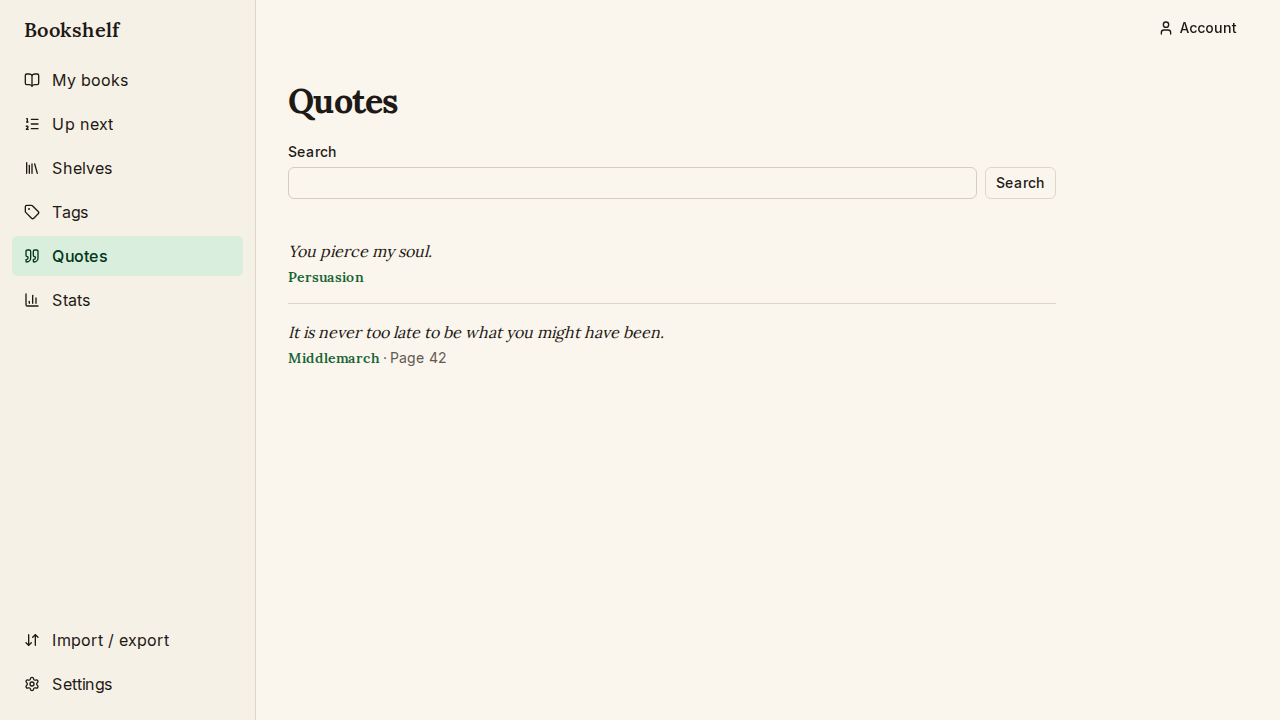 Bookshelf
My books
Up next
Shelves
Tags
Quotes
Stats
Import / export
Settings
Account
Quotes
Search
Search
You pierce my soul.
Persuasion
It is never too late to be what you might have been.
Middlemarch · Page 42